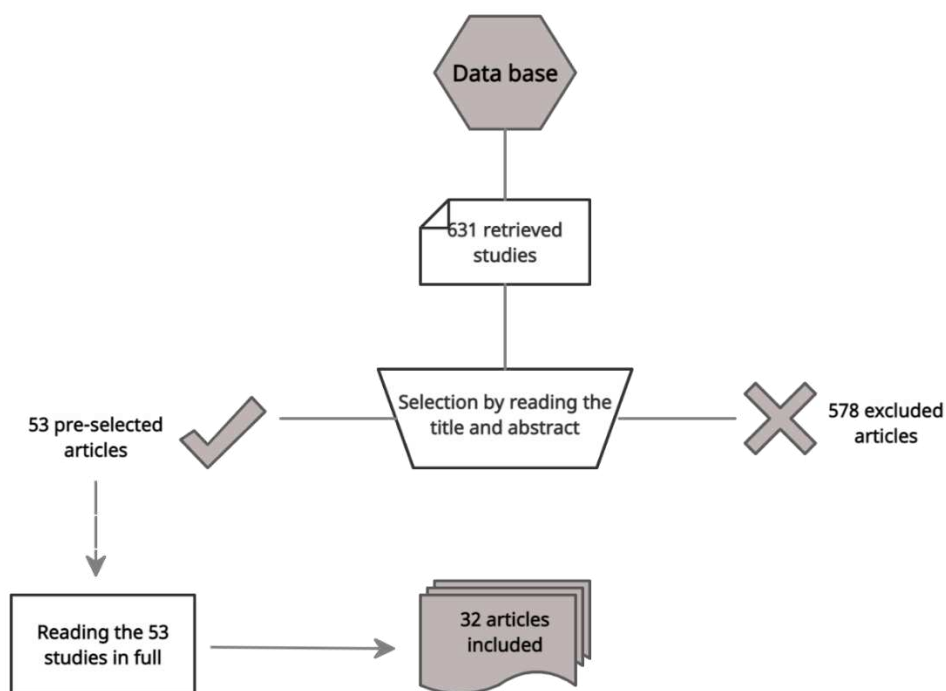 Data base
631 retrieved
studies
Selection by reading the
title and abstract
53 pre-selected
articles
578 excluded
articles
Reading the 53
studies in full
32 articles
included